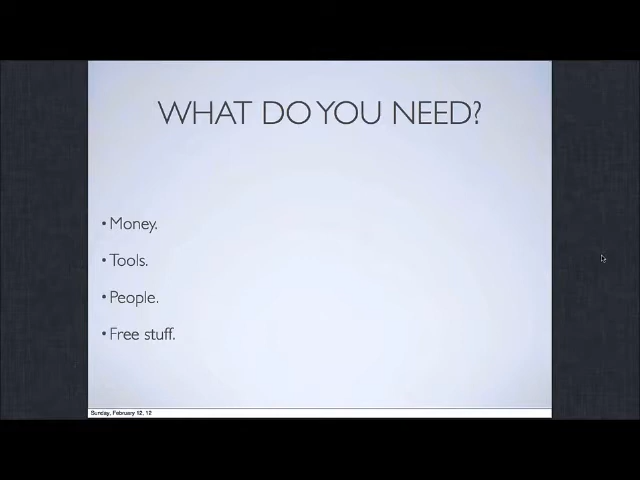 WHAT DO YOU NEED?
• Money.
• Tools.
• People.
• Free stuff.
Sunday, February 12, 12